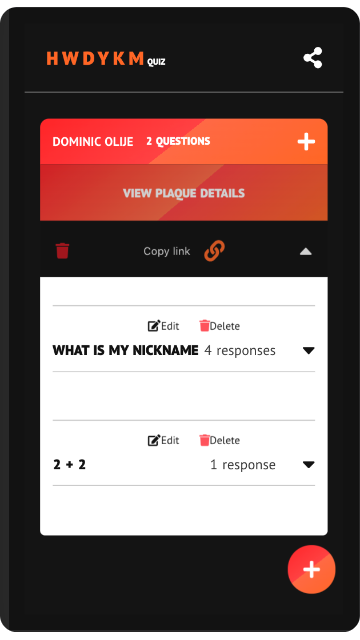 HWDYKM QUIZ
DOMINIC OLIJE 2 QUESTIONS
VIEW PLAQUE DETAILS
Copy link
Edit Delete
WHAT IS MY NICKNAME 4 responses
Edit Delete
2 + 2 1 response